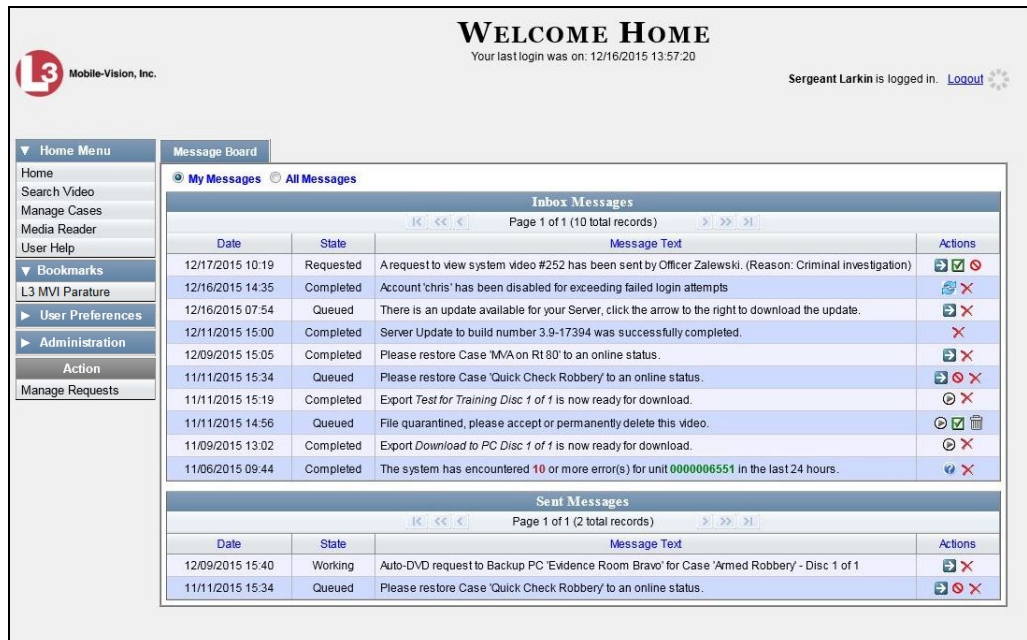 WELCOME HOME
Your last login was on: 12/16/2015 13:57:20
L3 Mobile-Vision, Inc.
Sergeant Larkin is logged in. Logout
Home Menu
Home
Search Video
Manage Cases
Media Reader
User Help
Bookmarks
L3 MVI Parature
User Preferences
Administration
Action
Manage Requests
Message Board
My Messages All Messages
Inbox Messages
Page 1 of 1 (10 total records)
Date State Message Text Actions
12/17/2015 10:19 Requested A request to view system video #252 has been sent by Officer Zalewski. (Reason: Criminal investigation)
12/16/2015 14:35 Completed Account 'chris' has been disabled for exceeding failed login attempts
12/16/2015 07:54 Queued There is an update available for your Server, click the arrow to the right to download the update.
12/11/2015 15:00 Completed Server Update to build number 3.9-17394 was successfully completed.
12/09/2015 15:05 Completed Please restore Case 'MVA on Rt 80' to an online status.
11/11/2015 15:34 Queued Please restore Case 'Quick Check Robbery' to an online status.
11/11/2015 15:19 Completed Export Test for Training Disc 1 of 1 is now ready for download.
11/11/2015 14:56 Queued File quarantined, please accept or permanently delete this video.
11/09/2015 13:02 Completed Export Download to PC Disc 1 of 1 is now ready for download.
11/06/2015 09:44 Completed The system has encountered 10 or more error(s) for unit 0000006551 in the last 24 hours.
Sent Messages
Page 1 of 1 (2 total records)
Date State Message Text Actions
12/09/2015 15:40 Working Auto-DVD request to Backup PC 'Evidence Room Bravo' for Case 'Armed Robbery' - Disc 1 of 1
11/11/2015 15:34 Queued Please restore Case 'Quick Check Robbery' to an online status.